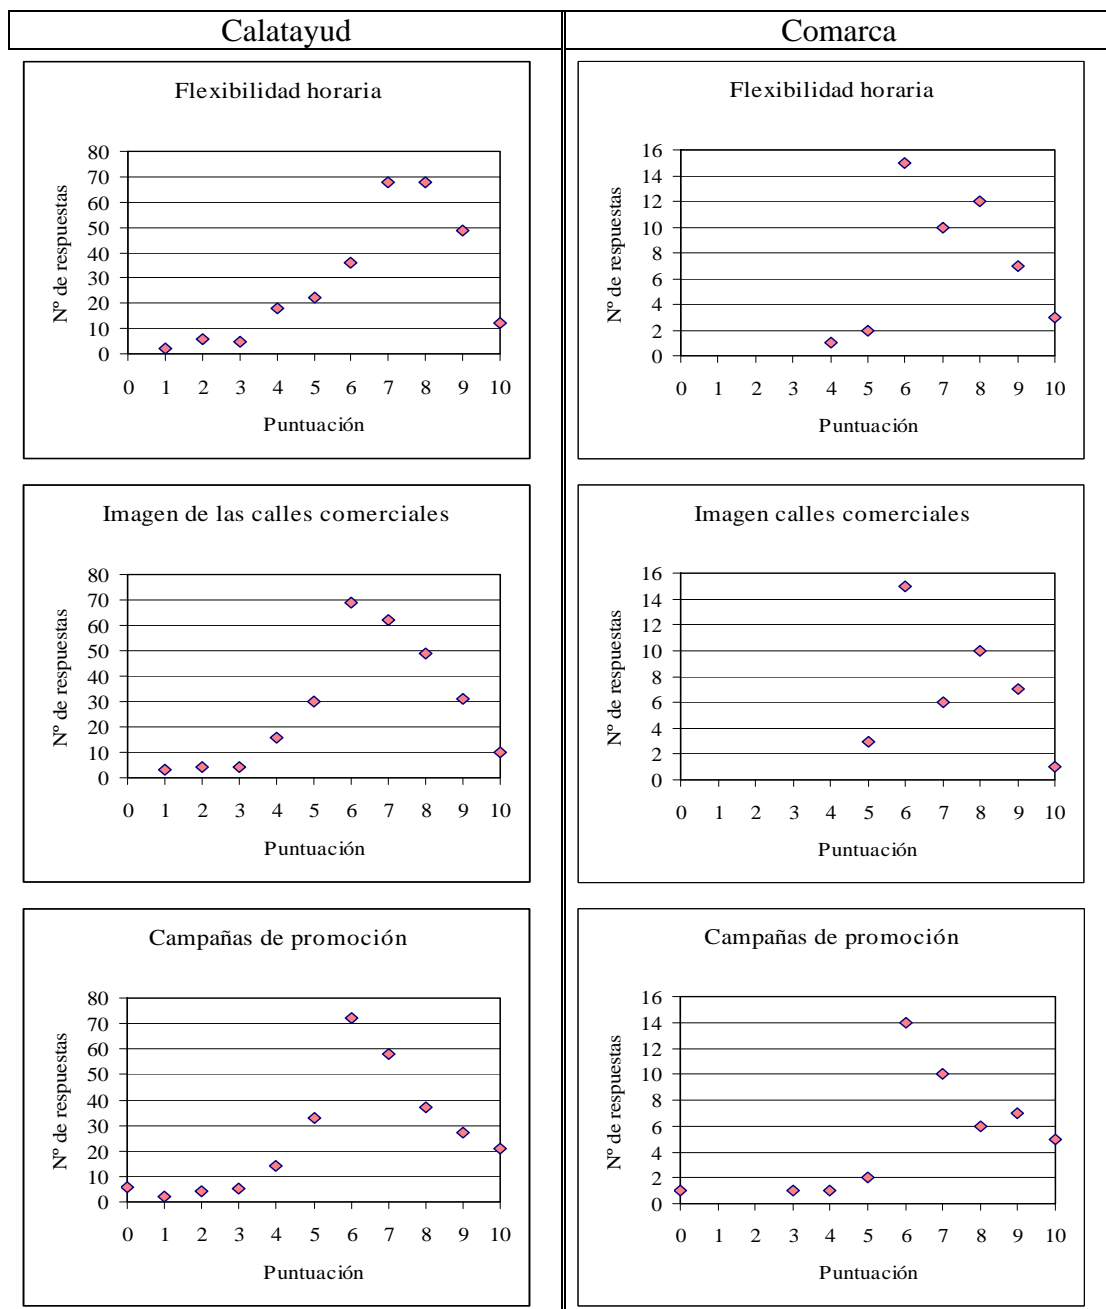 Calatayud
Comarca
Flexibilidad horaria
80
70
60
50
40
30
20
10
0
Nº de respuestas
0 1 2 3 4 5 6 7 8 9 10
Puntuación
Flexibilidad horaria
16
14
12
10
8
6
4
2
0
Nº de respuestas
0 1 2 3 4 5 6 7 8 9 10
Puntuación
Imagen de las calles comerciales
80
70
60
50
40
30
20
10
0
Nº de respuestas
0 1 2 3 4 5 6 7 8 9 10
Puntuación
Imagen calles comerciales
16
14
12
10
8
6
4
2
0
Nº de respuestas
0 1 2 3 4 5 6 7 8 9 10
Puntuación
Campañas de promoción
80
70
60
50
40
30
20
10
0
Nº de respuestas
0 1 2 3 4 5 6 7 8 9 10
Puntuación
Campañas de promoción
16
14
12
10
8
6
4
2
0
Nº de respuestas
0 1 2 3 4 5 6 7 8 9 10
Puntuación